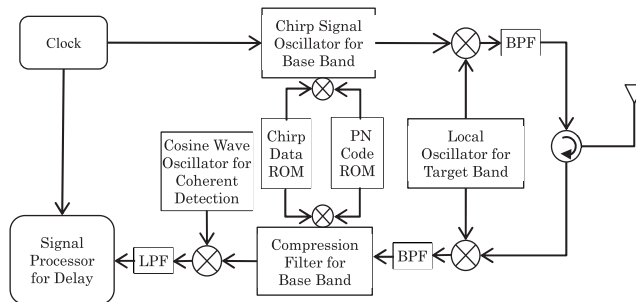 Clock
Chirp Signal
Oscillator for
Base Band
BPF
Cosine Wave
Oscillator for
Coherent
Detection
Chirp
Data
ROM
PN
Code
ROM
Local
Oscillator for
Target Band
Signal
Processor
for Delay
LPF
Compression
Filter for
Base Band
BPF